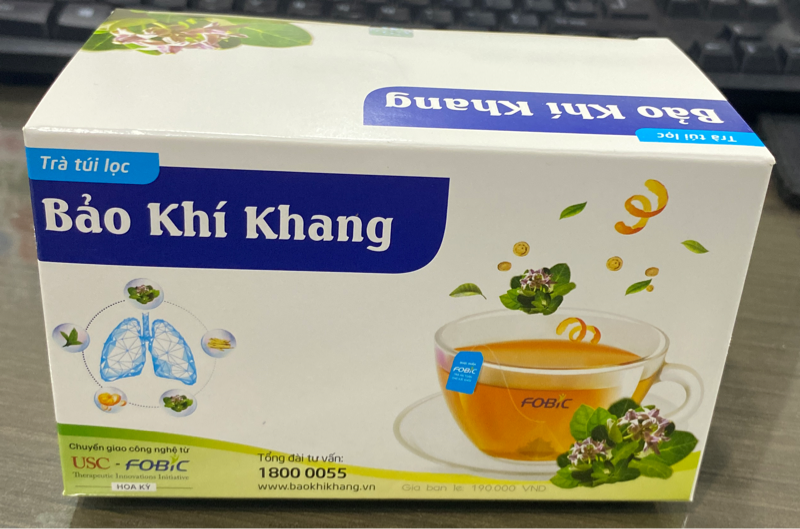 Bảo Khí Khang
Trà túi lọc
Trà túi lọc
Bảo Khí Khang
FOBIC
FOBIC
Chuyển giao công nghệ từ
USC - FOBIC
Therapeutic Innovations Initiative
HOA KỲ
Tổng đài tư vấn:
1800 0055
www.baokhikhang.vn
Giá bán lẻ: 190.000 VNĐ